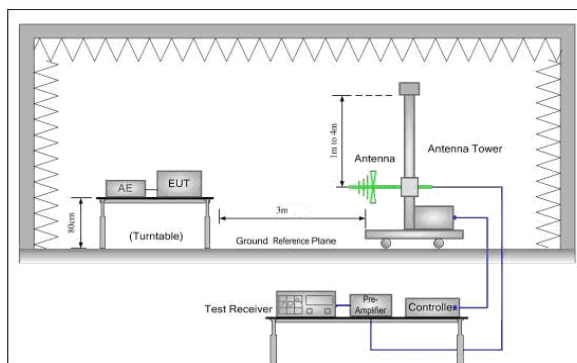 1m to 4m
Antenna
Antenna Tower
AE
EUT
80cm
(Turntable)
3m
Ground Reference Plane
Test Receiver
Pre-
Amplifier
Controller